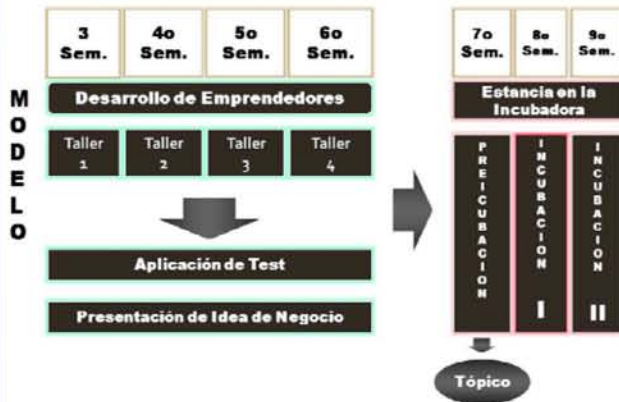 3
Sem.
4o
Sem.
5o
Sem.
6o
Sem.
7o
Sem.
8o
Sem.
9o
Sem.
MODELO
Desarrollo de Emprendedores
Estancia en la
Incubadora
Taller
1
Taller
2
Taller
3
Taller
4
PREICUBACION
INCUBACION
I
INCUBACION
II
Aplicación de Test
Presentación de Idea de Negocio
Tópico